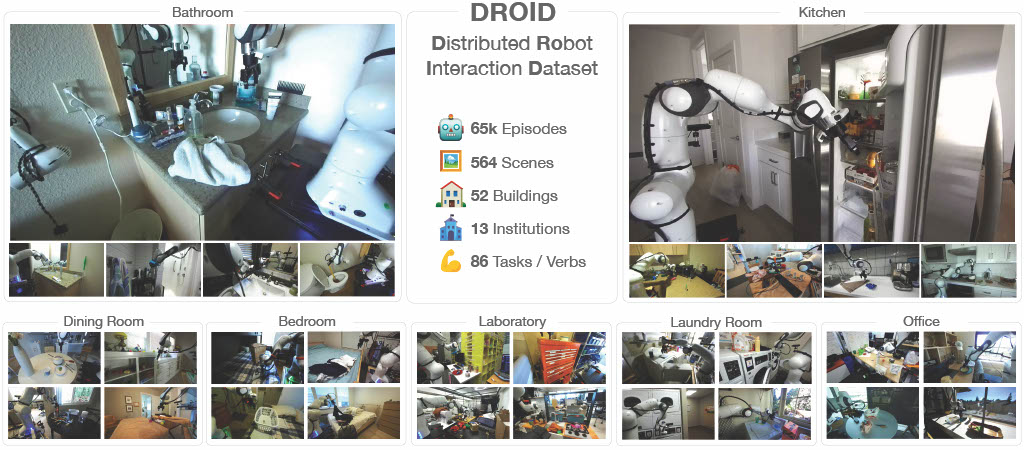 Bathroom
DROID
Distributed Robot
Interaction Dataset
65k Episodes
564 Scenes
52 Buildings
13 Institutions
86 Tasks / Verbs
Kitchen
Dining Room
Bedroom
Laboratory
Laundry Room
Office